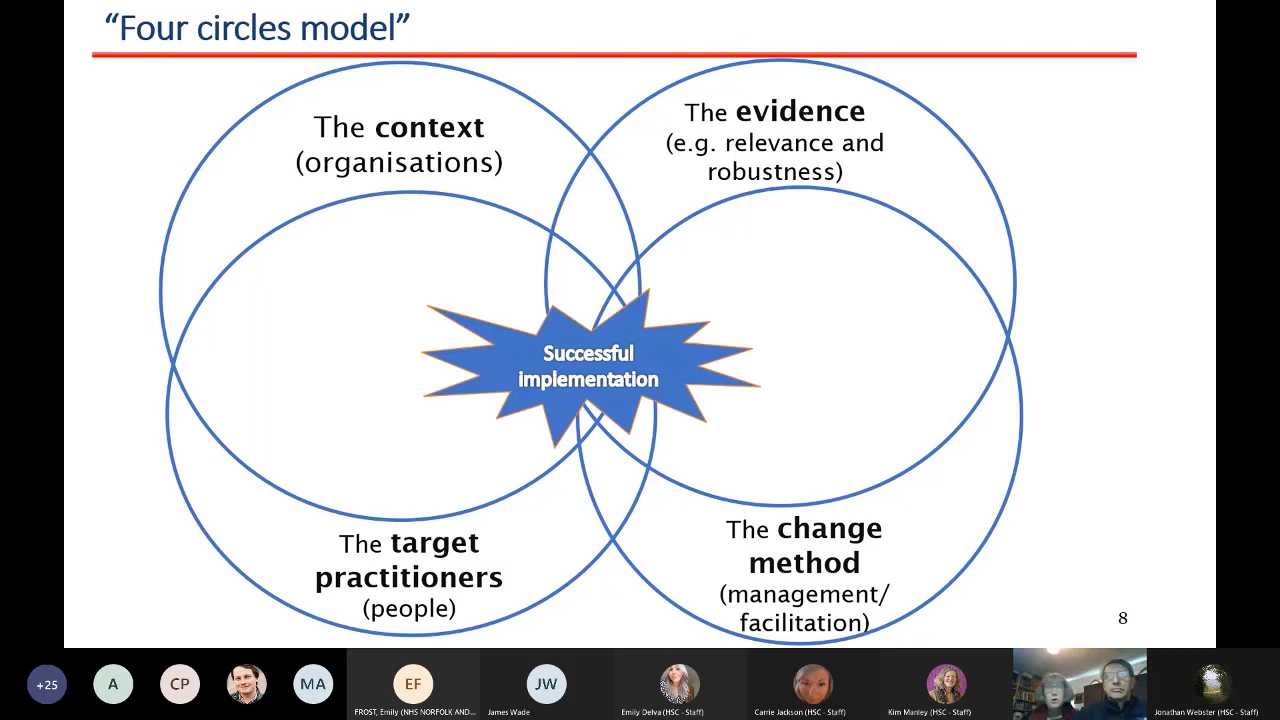 “Four circles model”
The context
(organisations)
The evidence
(e.g. relevance and
robustness)
Successful
implementation
The target
practitioners
(people)
The change
method
(management/
facilitation)
8
+25
A
CP
MA
EF
JW
FROST, Emily (NHS NORFOLK AND...
James Wade
Emily Delva (HSC - Staff)
Carrie Jackson (HSC - Staff)
Kim Manley (HSC - Staff)
Jonathan Webster (HSC - Staff)